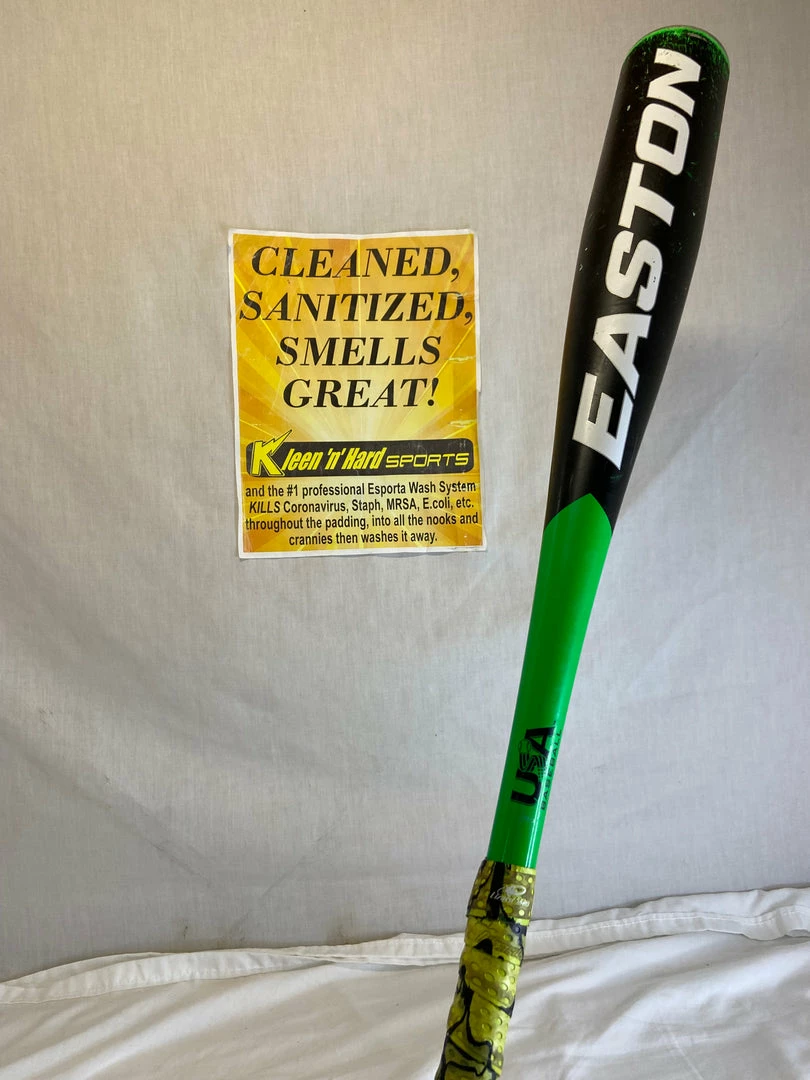 CLEANED,
SANITIZED,
SMELLS
GREAT!
Kleen 'n' Hard SPORTS
and the #1 professional Esporta Wash System
KILLS Coronavirus, Staph, MRSA, E.coli, etc.
throughout the padding, into all the nooks and
crannies then washes it away.
EASTON
USA
BASEBALL